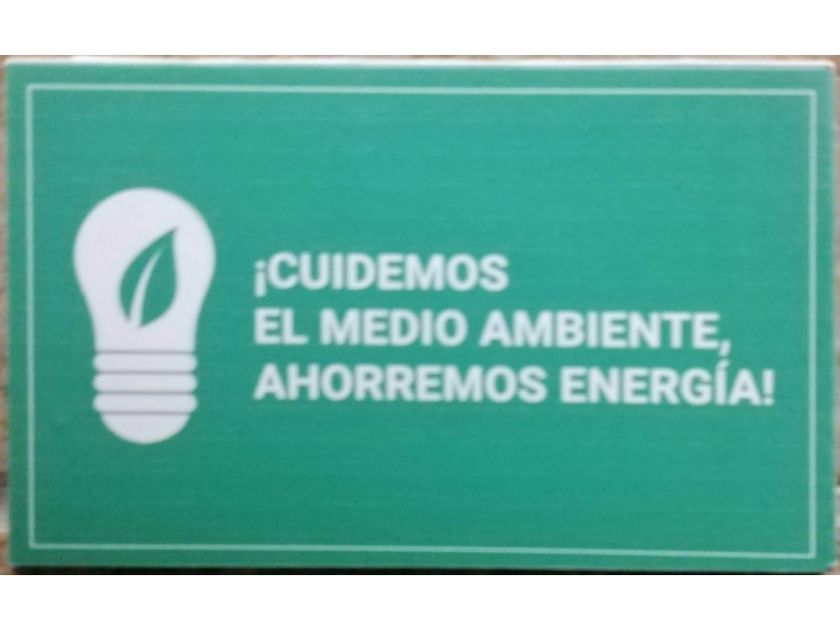 ¡CUIDEMOS
EL MEDIO AMBIENTE,
AHORREMOS ENERGÍA!